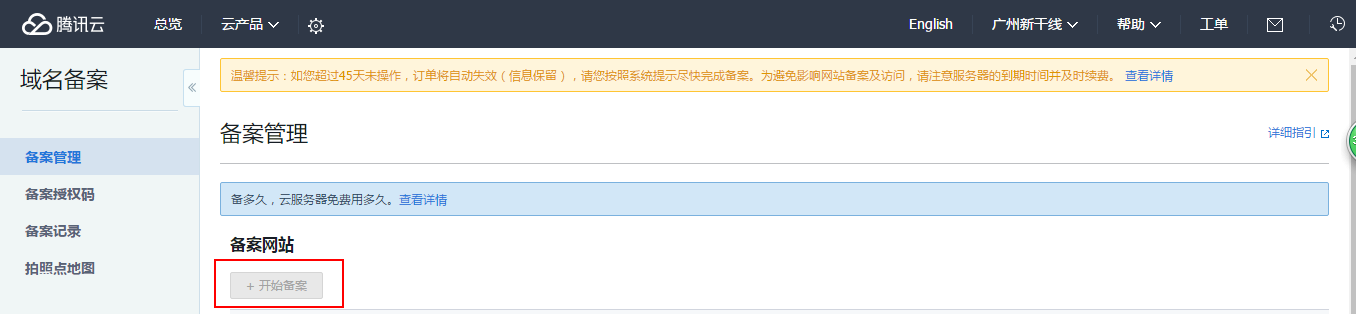 腾讯云 总览 云产品 English 广州新干线 帮助 工单
域名备案
备案管理
备案授权码
备案记录
拍照点地图
温馨提示：如您超过45天未操作，订单将自动失效（信息保留），请您按照系统提示尽快完成备案。为避免影响网站备案及访问，请注意服务器的到期时间并及时续费。 查看详情
备案管理
详细指引
备多久，云服务器免费用多久。查看详情
备案网站
+ 开始备案